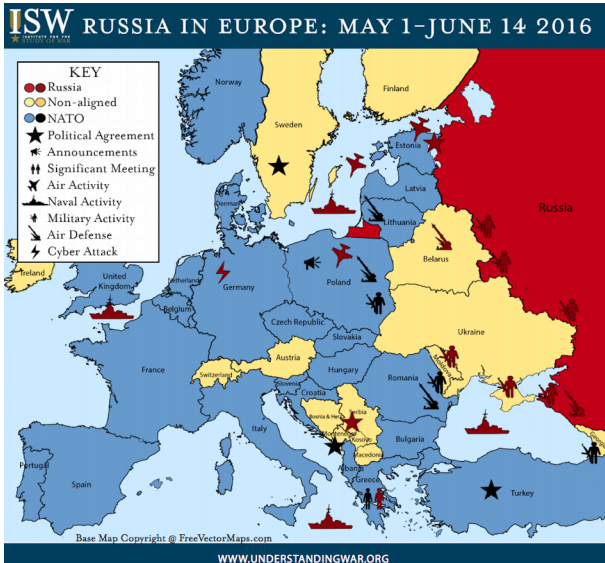 ISW
INSTITUTE FOR THE
STUDY OF WAR
RUSSIA IN EUROPE: MAY 1-JUNE 14 2016
KEY
Russia
Non-aligned
NATO
Political Agreement
Announcements
Significant Meeting
Air Activity
Naval Activity
Military Activity
Air Defense
Cyber Attack
Norway
Sweden
Finland
Estonia
Latvia
Lithuania
Russia
Denmark
Ireland
United
Kingdom
Netherland
Belgium
Germany
Poland
Belarus
Ukraine
Czech Republic
Slovakia
Moldova
France
Switzerland
Austria
Hungary
Romania
Slovenia
Croatia
Bosnia & Herz
Serbia
Montenegro
Kosovo
Bulgaria
Macedonia
Italy
Albania
Greece
Portugal
Spain
Turkey
Base Map Copyright @ FreeVectorMaps.com
WWW.UNDERSTANDINGWAR.ORG